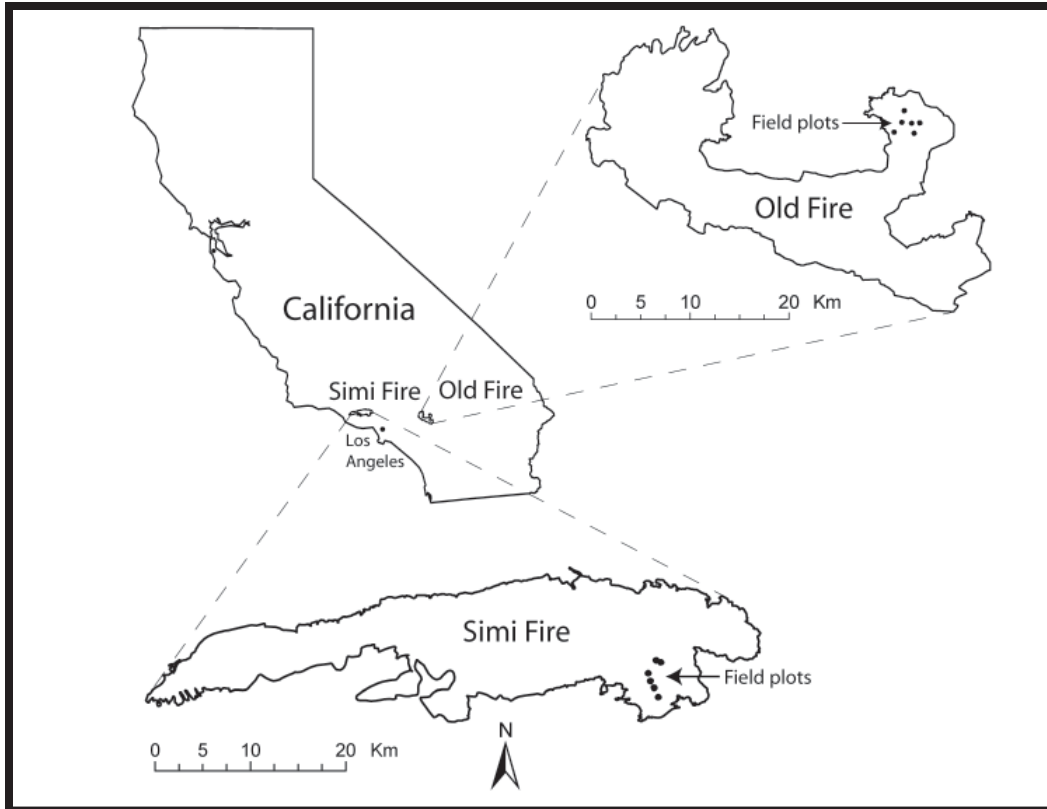 Field plots
Old Fire
0 5 10 20 Km
California
Simi Fire
Old Fire
Los
Angeles
Simi Fire
Field plots
N
0 5 10 20 Km